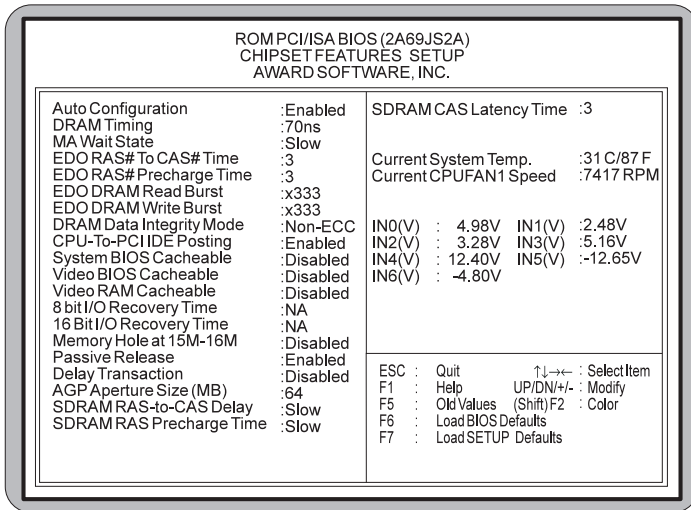 ROM PCI/ISA BIOS (2A69JS2A)
CHIPSET FEATURES SETUP
AWARD SOFTWARE, INC.
Auto Configuration :Enabled
DRAM Timing :70ns
MA Wait State :Slow
EDO RAS# To CAS# Time :3
EDO RAS# Precharge Time :3
EDO DRAM Read Burst :x333
EDO DRAM Write Burst :x333
DRAM Data Integrity Mode :Non-ECC
CPU-To-PCI IDE Posting :Enabled
System BIOS Cacheable :Disabled
Video BIOS Cacheable :Disabled
Video RAM Cacheable :Disabled
8 bit I/O Recovery Time :NA
16 Bit I/O Recovery Time :NA
Memory Hole at 15M-16M :Disabled
Passive Release :Enabled
Delay Transaction :Disabled
AGP Aperture Size (MB) :64
SDRAM RAS-to-CAS Delay :Slow
SDRAM RAS Precharge Time :Slow
SDRAM CAS Latency Time :3
Current System Temp. :31 C/87 F
Current CPUFAN1 Speed :7417 RPM
IN0(V) : 4.98V IN1(V) :2.48V
IN2(V) : 3.28V IN3(V) :5.16V
IN4(V) : 12.40V IN5(V) :-12.65V
IN6(V) : -4.80V
ESC : Quit ↑↓→← : Select Item
F1 : Help UP/DN/+/- : Modify
F5 : Old Values (Shift) F2 : Color
F6 : Load BIOS Defaults
F7 : Load SETUP Defaults